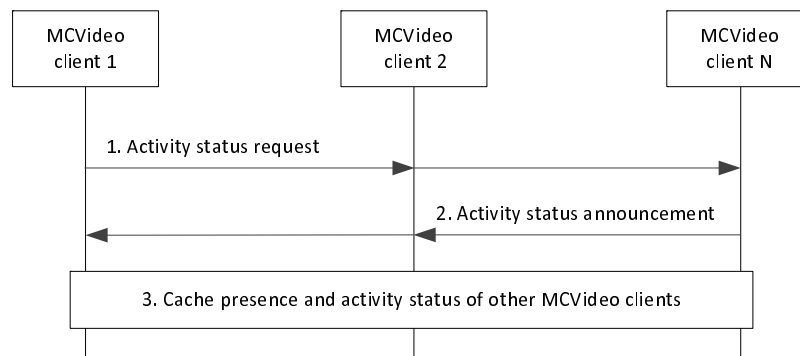 MCVideo
client 1
MCVideo
client 2
MCVideo
client N
1. Activity status request
2. Activity status announcement
3. Cache presence and activity status of other MCVideo clients